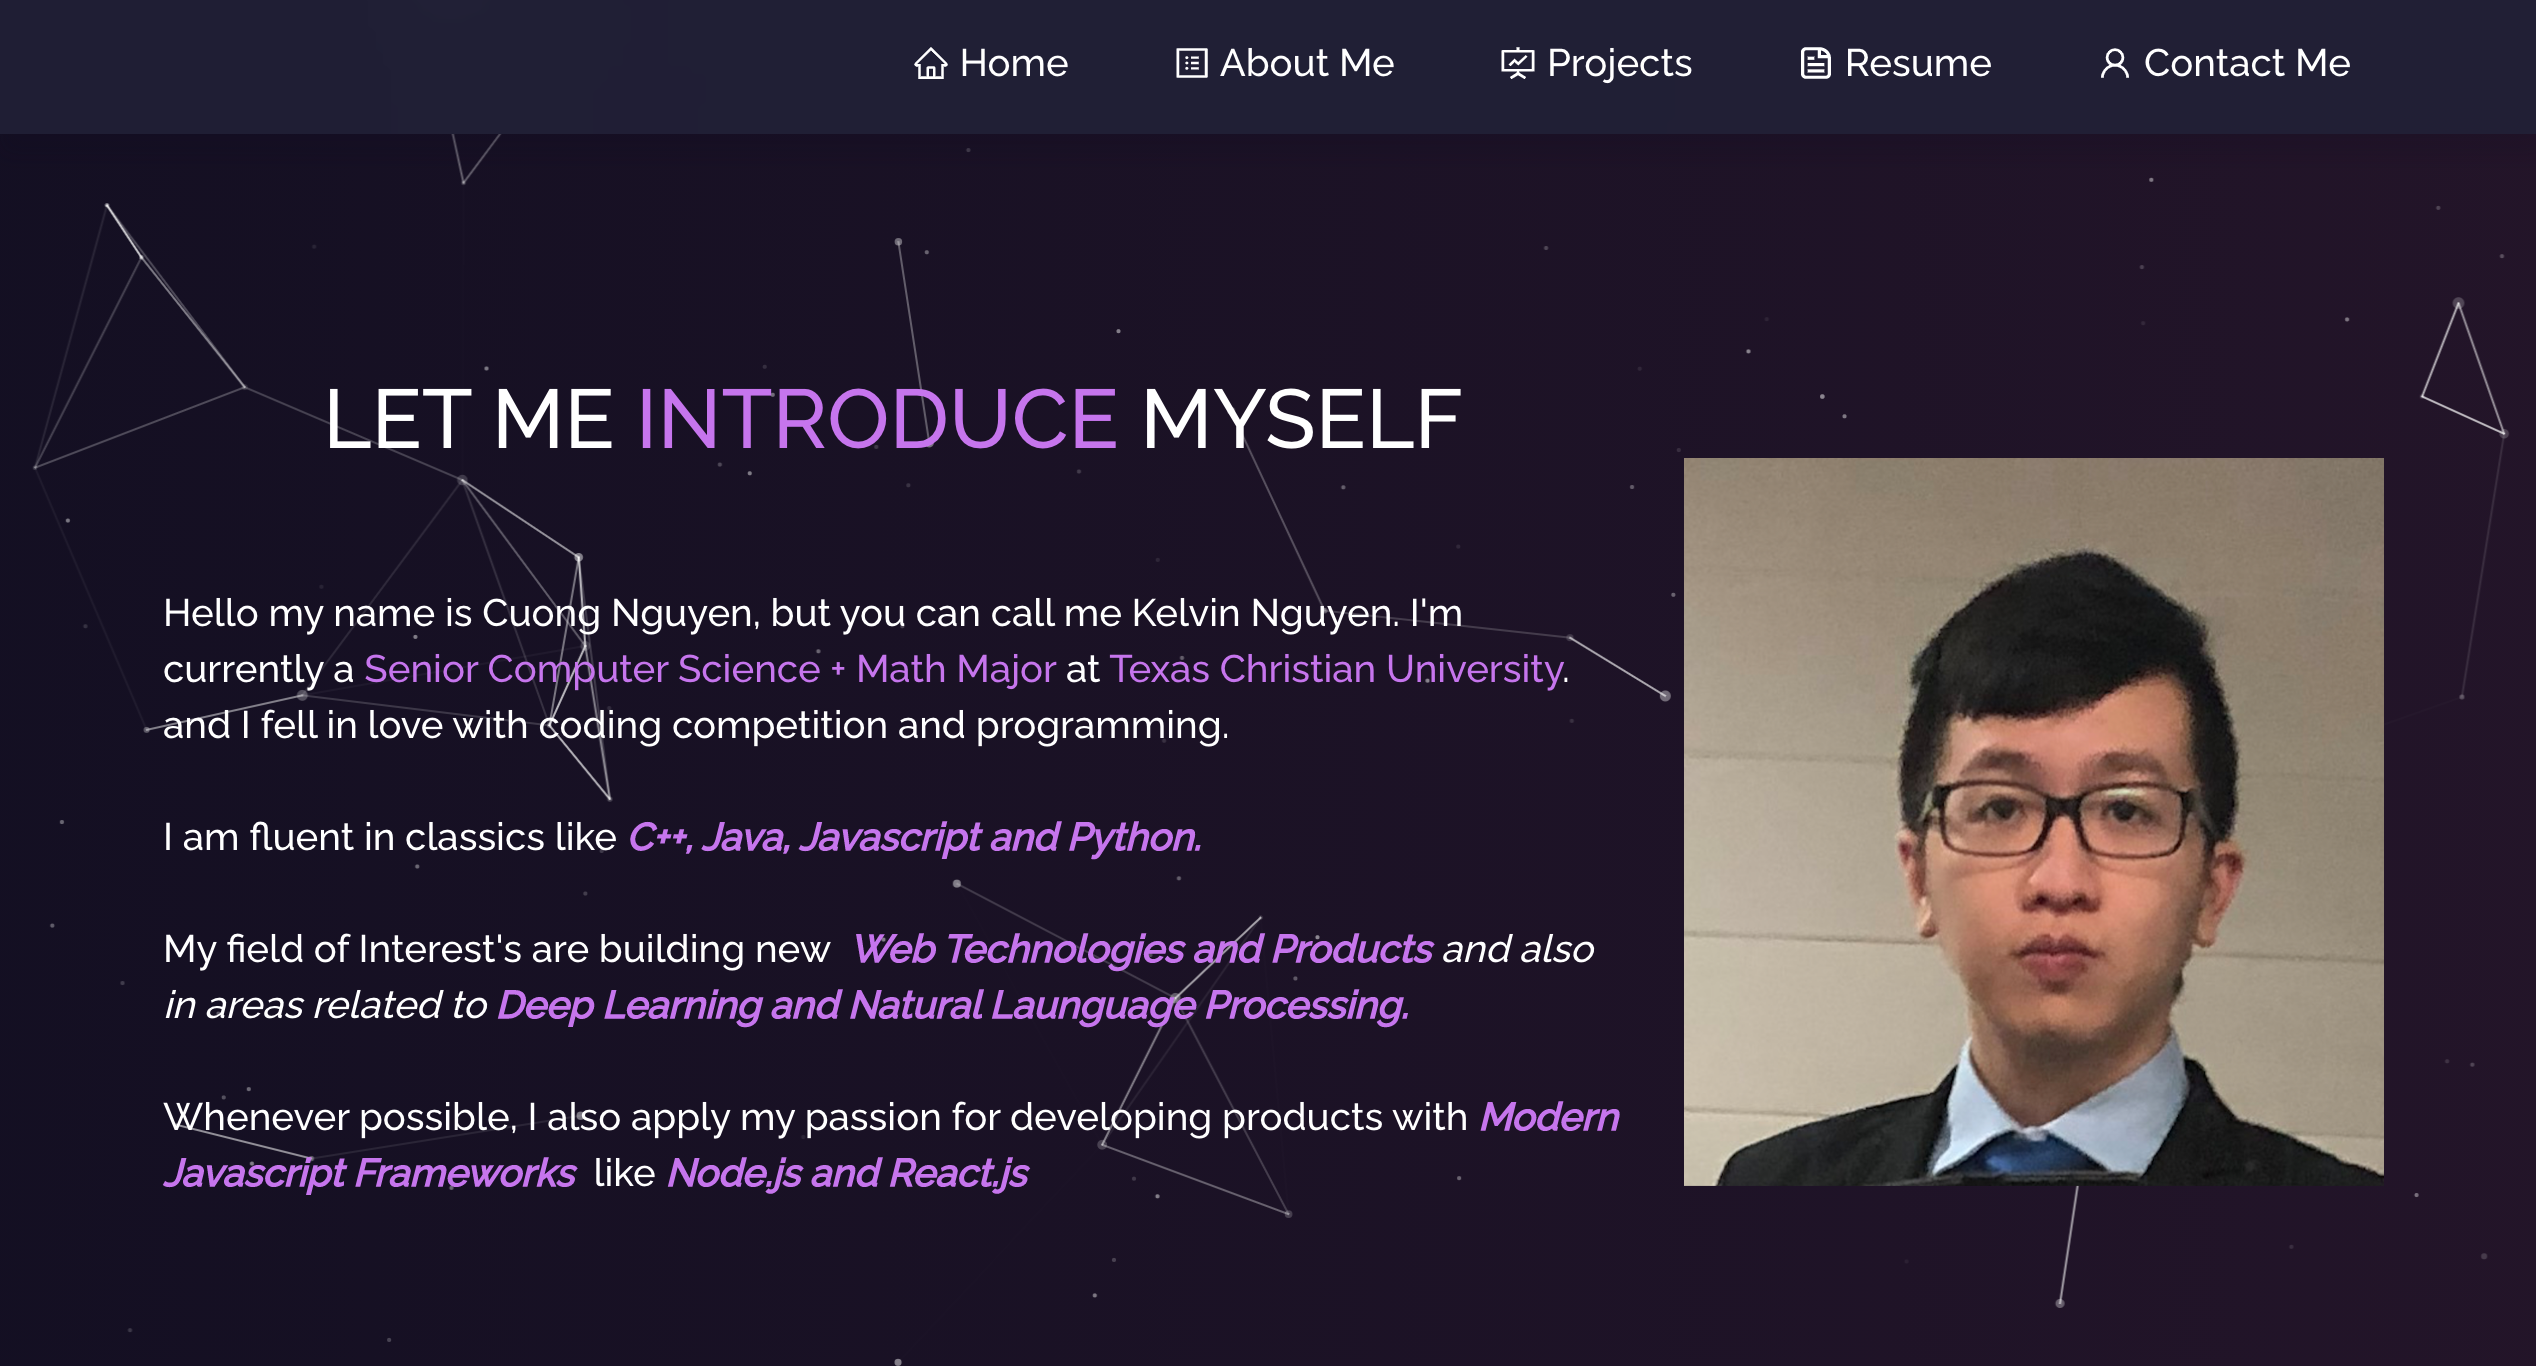 Home About Me Projects Resume Contact Me
LET ME INTRODUCE MYSELF
Hello my name is Cuong Nguyen, but you can call me Kelvin Nguyen. I'm
currently a Senior Computer Science + Math Major at Texas Christian University.
and I fell in love with coding competition and programming.
I am fluent in classics like C++, Java, Javascript and Python.
My field of Interest's are building new Web Technologies and Products and also
in areas related to Deep Learning and Natural Launguage Processing.
Whenever possible, I also apply my passion for developing products with Modern
Javascript Frameworks like Node.js and React.js